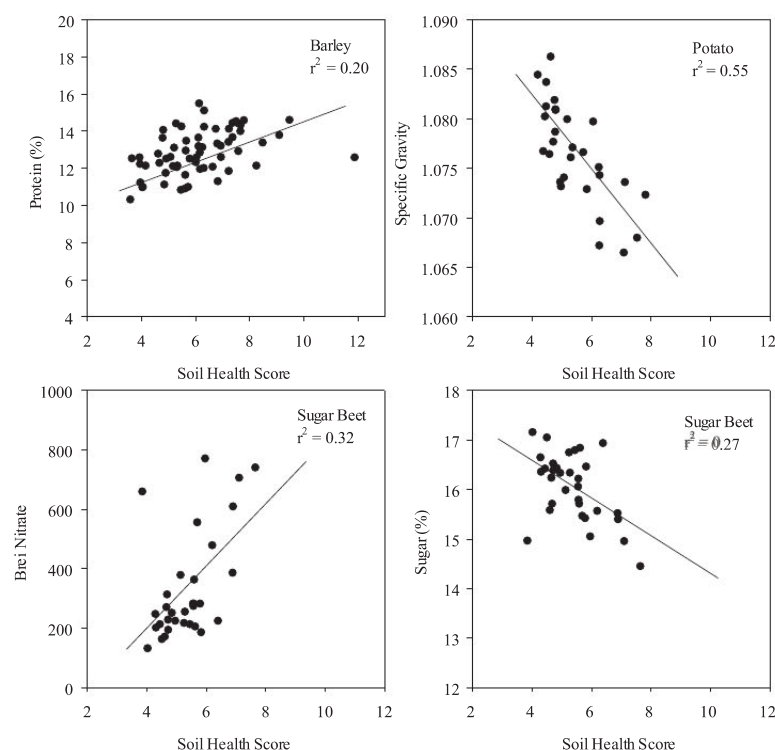 20
18
16
14
12
10
8
6
4
Protein (%)
Barley
r² = 0.20
2 4 6 8 10 12
Soil Health Score
1.090
1.085
1.080
1.075
1.070
1.065
1.060
Specific Gravity
Potato
r² = 0.55
2 4 6 8 10 12
Soil Health Score
1000
800
600
400
200
0
Brei Nitrate
Sugar Beet
r² = 0.32
2 4 6 8 10 12
Soil Health Score
18
17
16
15
14
13
12
Sugar (%)
Sugar Beet
r² = 0.27
2 4 6 8 10 12
Soil Health Score